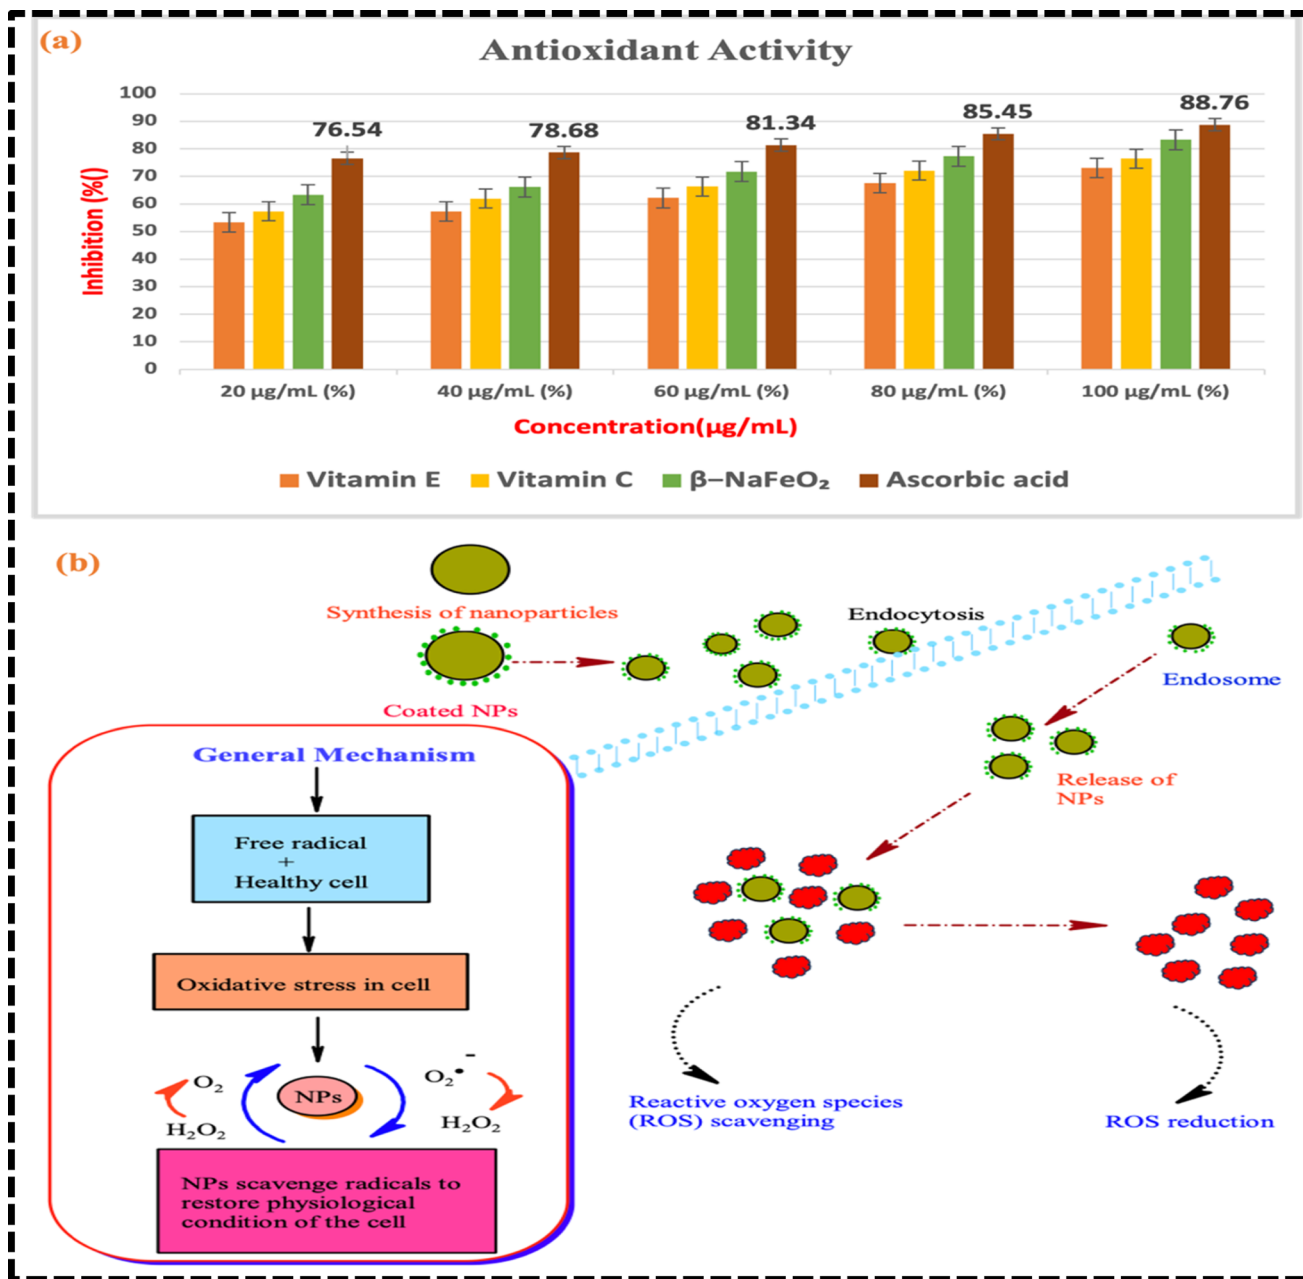 (a)
Antioxidant Activity
Inhibition (%()
100
90
80
70
60
50
40
30
20
10
0
76.54
78.68
81.34
85.45
88.76
20 µg/mL (%)
40 µg/mL (%)
60 µg/mL (%)
80 µg/mL (%)
100 µg/mL (%)
Concentration(µg/mL)
Vitamin E
Vitamin C
β–NaFeO₂
Ascorbic acid
(b)
Synthesis of nanoparticles
Coated NPs
Endocytosis
Endosome
Release of
NPs
General Mechanism
Free radical
+
Healthy cell
Oxidative stress in cell
O₂
H₂O₂
NPs
O₂•⁻
H₂O₂
NPs scavenge radicals to
restore physiological
condition of the cell
Reactive oxygen species
(ROS) scavenging
ROS reduction